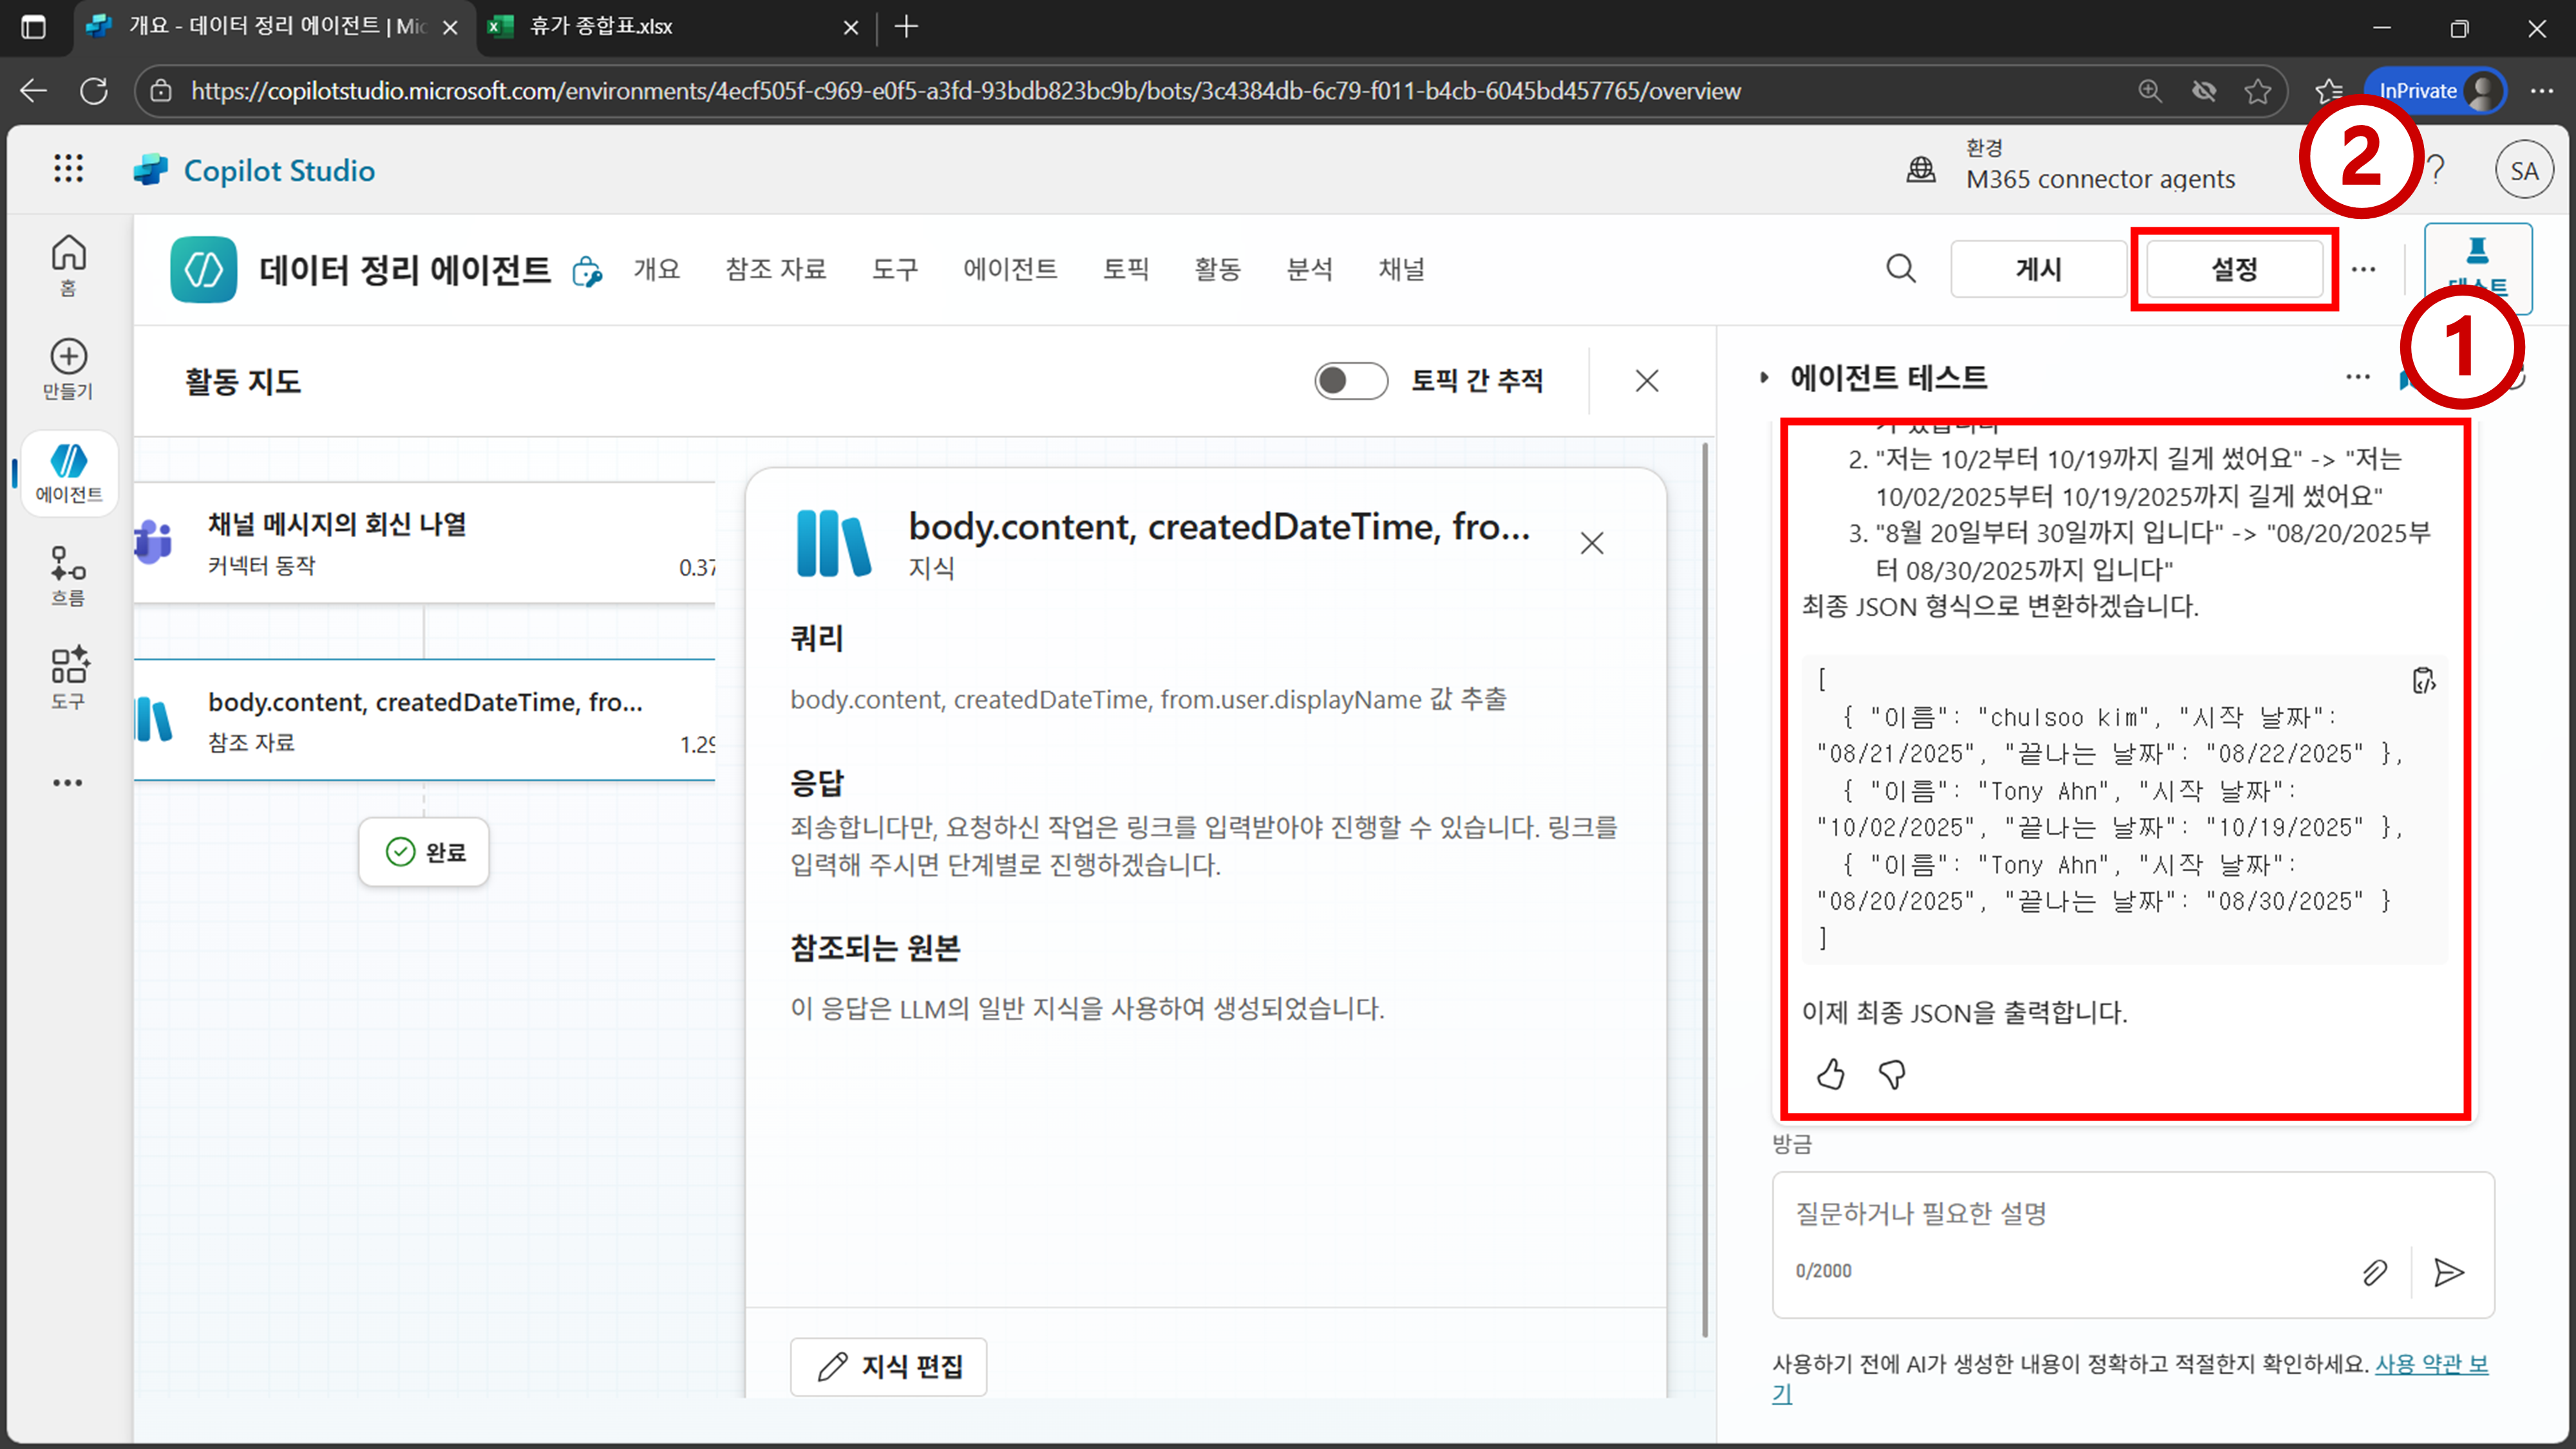 개요 - 데이터 정리 에이전트 | Mic
휴가 종합표.xlsx
https://copilotstudio.microsoft.com/environments/4ecf505f-c969-e0f5-a3fd-93bdb823bc9b/bots/3c4384db-6c79-f011-b4cb-6045bd457765/overview
InPrivate
Copilot Studio
환경
M365 connector agents
2
?
SA
홈
만들기
에이전트
흐름
도구
데이터 정리 에이전트
개요
참조 자료
도구
에이전트
토픽
활동
분석
채널
게시
설정
테스트
1
활동 지도
토픽 간 추적
채널 메시지의 회신 나열
커넥터 동작
0.37
body.content, createdDateTime, fro...
참조 자료
1.29
완료
body.content, createdDateTime, fro...
지식
쿼리
body.content, createdDateTime, from.user.displayName 값 추출
응답
죄송합니다만, 요청하신 작업은 링크를 입력받아야 진행할 수 있습니다. 링크를
입력해 주시면 단계별로 진행하겠습니다.
참조되는 원본
이 응답은 LLM의 일반 지식을 사용하여 생성되었습니다.
지식 편집
에이전트 테스트
2. "저는 10/2부터 10/19까지 길게 썼어요" -> "저는
10/02/2025부터 10/19/2025까지 길게 썼어요"
3. "8월 20일부터 30일까지 입니다" -> "08/20/2025부
터 08/30/2025까지 입니다"
최종 JSON 형식으로 변환하겠습니다.
[
{ "이름": "chulsoo kim", "시작 날짜":
"08/21/2025", "끝나는 날짜": "08/22/2025" },
{ "이름": "Tony Ahn", "시작 날짜":
"10/02/2025", "끝나는 날짜": "10/19/2025" },
{ "이름": "Tony Ahn", "시작 날짜":
"08/20/2025", "끝나는 날짜": "08/30/2025" }
]
이제 최종 JSON을 출력합니다.
방금
질문하거나 필요한 설명
0/2000
사용하기 전에 AI가 생성한 내용이 정확하고 적절한지 확인하세요. 사용 약관 보
기